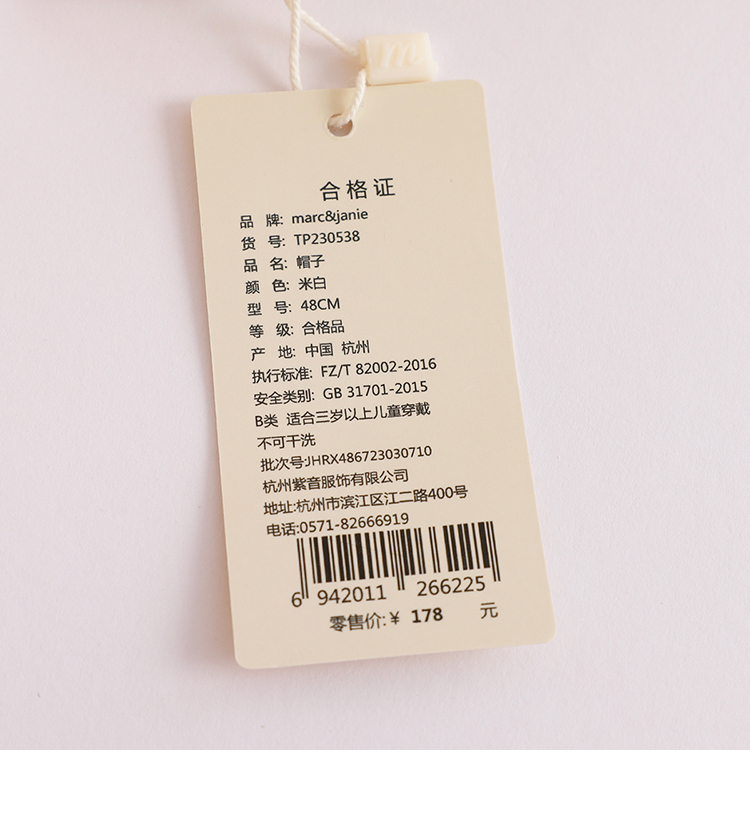 m
合格证
品 牌: marc&janie
货 号: TP230538
品 名: 帽子
颜 色: 米白
型 号: 48CM
等 级: 合格品
产 地: 中国 杭州
执行标准: FZ/T 82002-2016
安全类别: GB 31701-2015
B类 适合三岁以上儿童穿戴
不可干洗
批次号:JHRX486723030710
杭州紫音服饰有限公司
地址:杭州市滨江区江二路400号
电话:0571-82666919
6 942011 266225
零售价:¥ 178 元